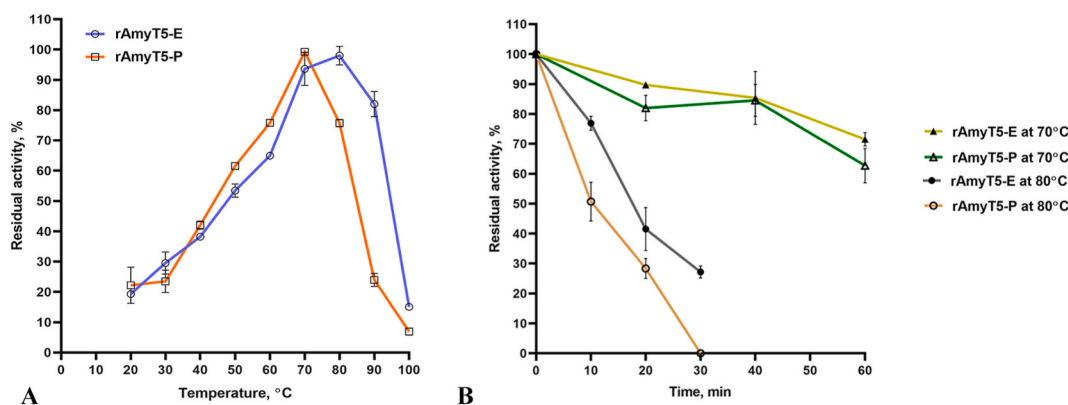 110
100
90
80
70
60
50
40
30
20
10
0
Residual activity, %
rAmyT5-E
rAmyT5-P
0 10 20 30 40 50 60 70 80 90 100
Temperature, °C
A
110
100
90
80
70
60
50
40
30
20
10
0
Residual activity, %
0 10 20 30 40 50 60
Time, min
B
rAmyT5-E at 70°C
rAmyT5-P at 70°C
rAmyT5-E at 80°C
rAmyT5-P at 80°C